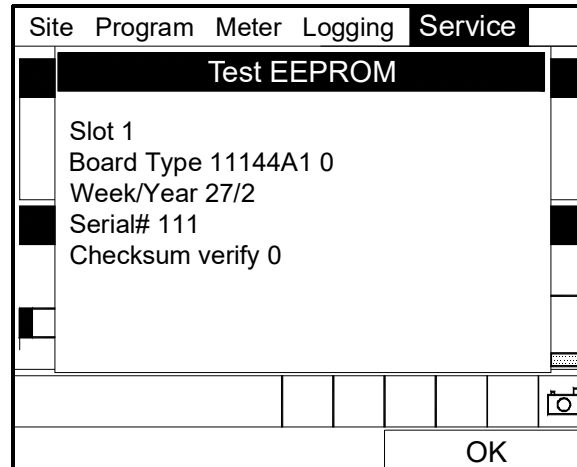 Site Program Meter Logging Service
Test EEPROM
Slot 1
Board Type 11144A1 0
Week/Year 27/2
Serial# 111
Checksum verify 0
OK